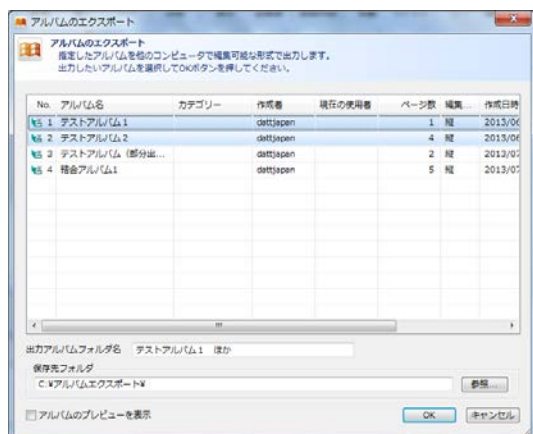 アルバムのエクスポート
アルバムのエクスポート
指定したアルバムを他のコンピュータで編集可能な形式で出力します。
出力したいアルバムを選択してOKボタンを押してください。
No. アルバム名 カテゴリー 作成者 現在の使用者 ページ数 編集... 作成日時
1 テストアルバム1 dattjapan 1 縦 2013/06
2 テストアルバム2 dattjapan 4 縦 2013/06
3 テストアルバム（部分出... dattjapan 2 縦 2013/07
4 結合アルバム1 dattjapan 5 縦 2013/07
出力アルバムフォルダ名 テストアルバム1 ほか
保存先フォルダ
C:¥アルバムエクスポート¥ 参照...
アルバムのプレビューを表示 OK キャンセル